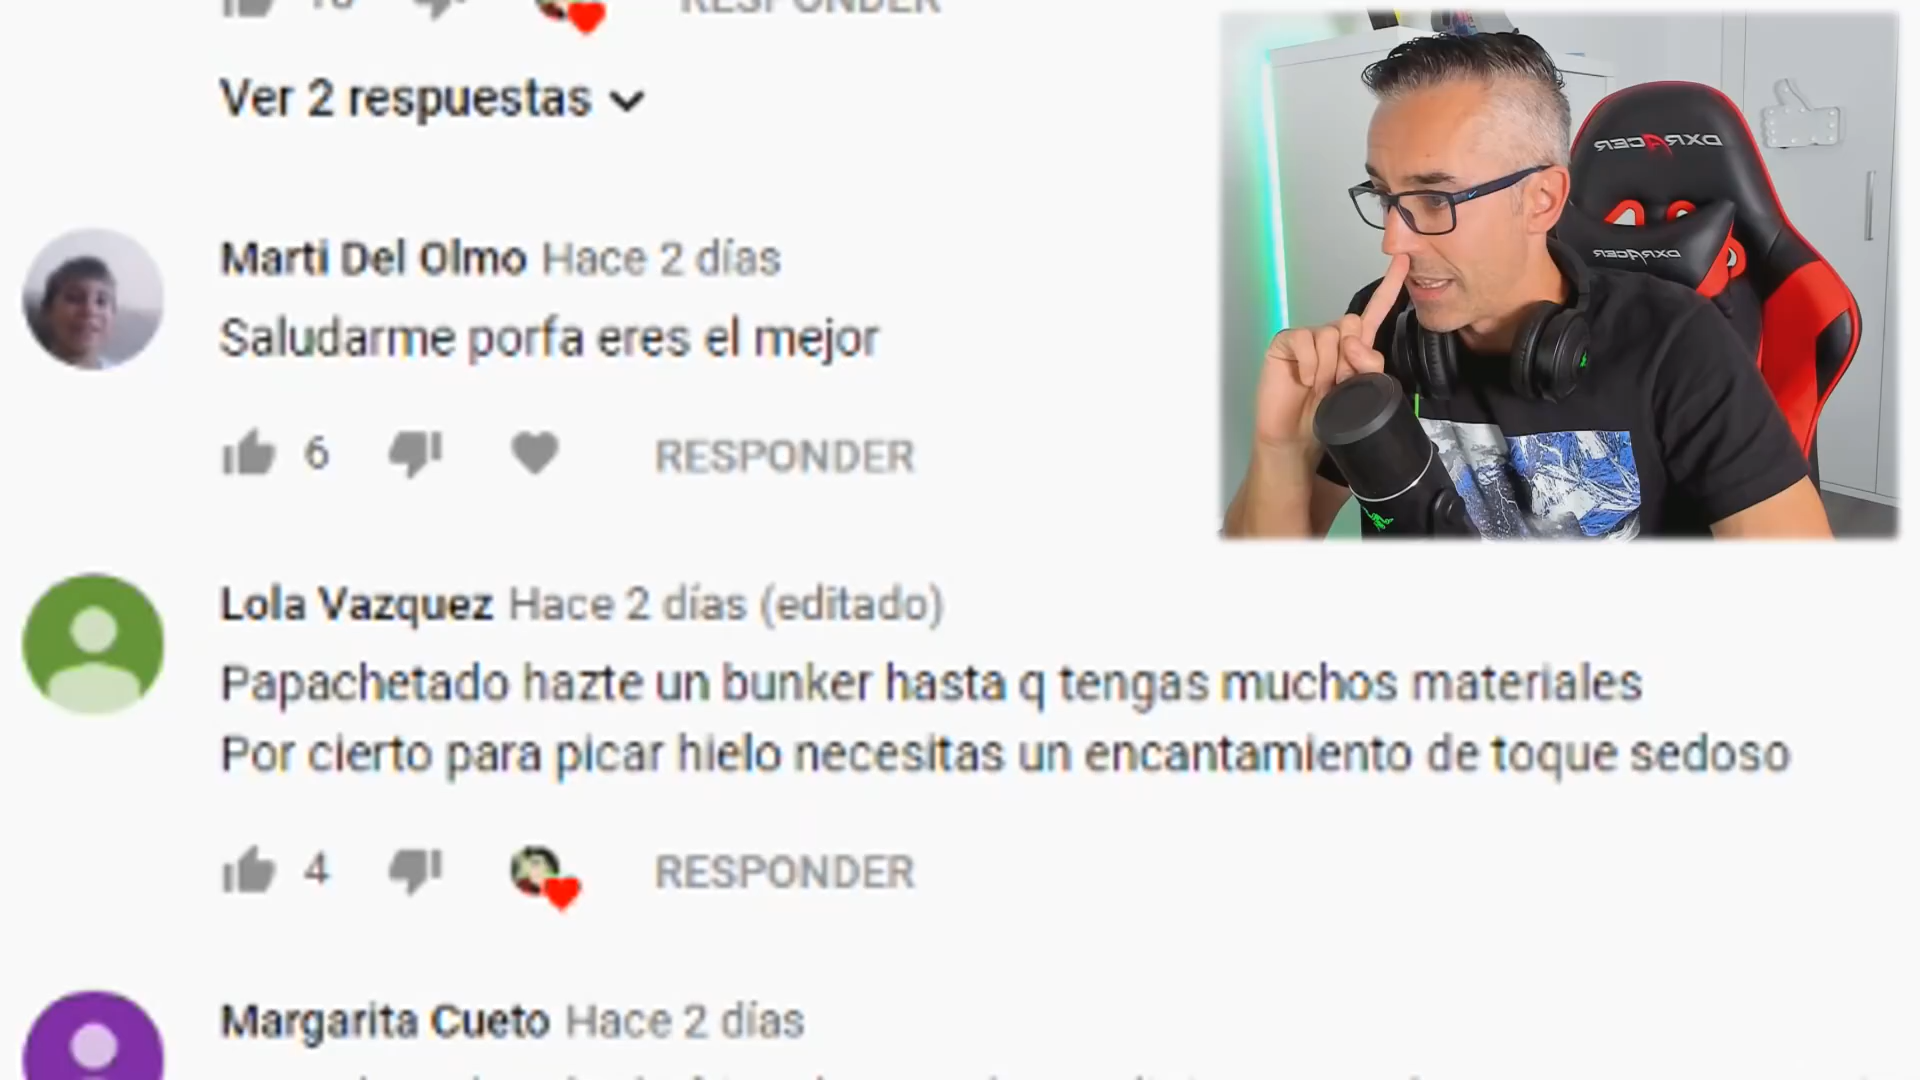 RESPONDER
Ver 2 respuestas
Marti Del Olmo Hace 2 días
Saludarme porfa eres el mejor
6 RESPONDER
Lola Vazquez Hace 2 días (editado)
Papachetado hazte un bunker hasta q tengas muchos materiales
Por cierto para picar hielo necesitas un encantamiento de toque sedoso
4 RESPONDER
Margarita Cueto Hace 2 días
DXRACER
DXRACER